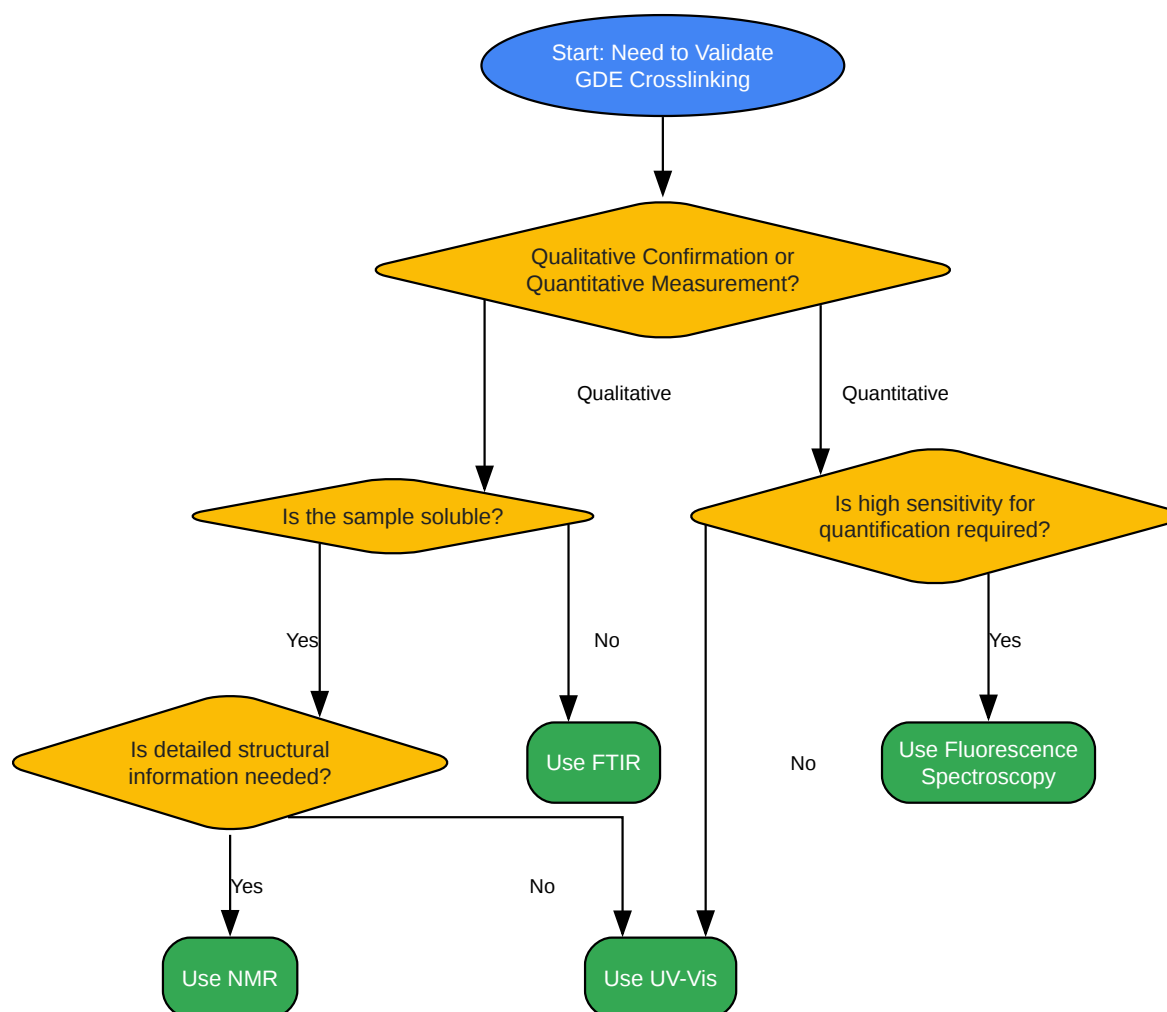 Start: Need to Validate
GDE Crosslinking
Qualitative Confirmation or
Quantitative Measurement?
Qualitative
Quantitative
Is the sample soluble?
Is high sensitivity for
quantification required?
Yes
No
Yes
Is detailed structural
information needed?
Use FTIR
No
Use Fluorescence
Spectroscopy
Yes
No
Use NMR
Use UV-Vis